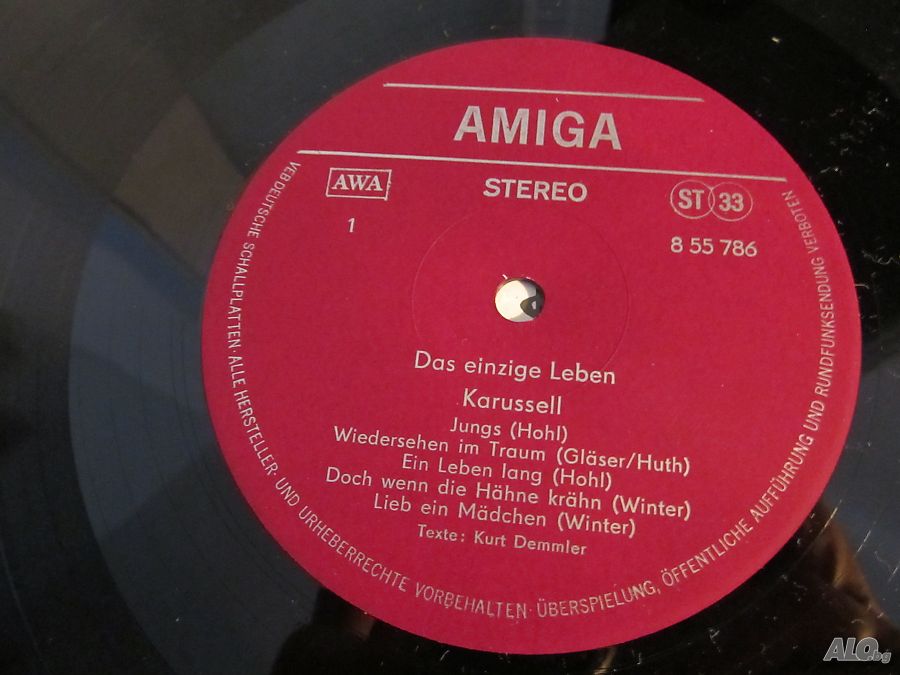 AMIGA
AWA
STEREO
ST 33
1
8 55 786
Das einzige Leben
Karussell
Jungs (Hohl)
Wiedersehen im Traum (Gläser/Huth)
Ein Leben lang (Hohl)
Doch wenn die Hähne krähn (Winter)
Lieb ein Mädchen (Winter)
Texte: Kurt Demmler
VEB DEUTSCHE SCHALLPLATTEN · ALLE HERSTELLER- UND URHEBERRECHTE VORBEHALTEN · ÜBERSPIELUNG, ÖFFENTLICHE AUFFÜHRUNG UND RUNDFUNKSENDUNG VERBOTEN
ALO.bg